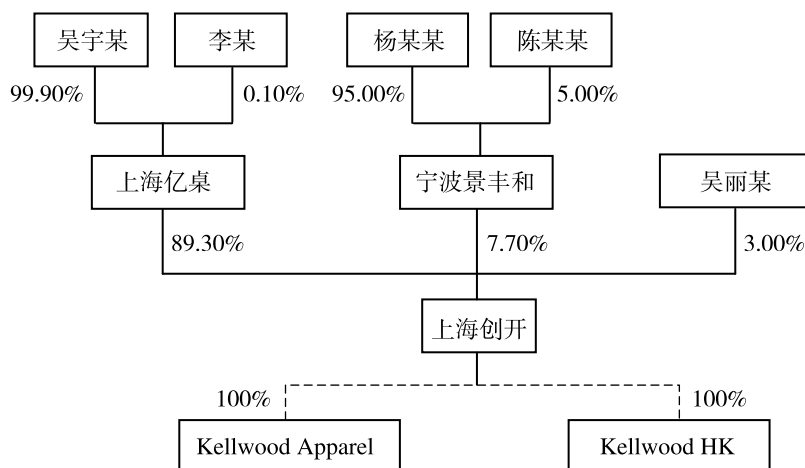 吴宇某 李某 杨某某 陈某某
99.90% 0.10% 95.00% 5.00%
上海亿桌 宁波景丰和 吴丽某
89.30% 7.70% 3.00%
上海创开
100% 100%
Kellwood Apparel Kellwood HK